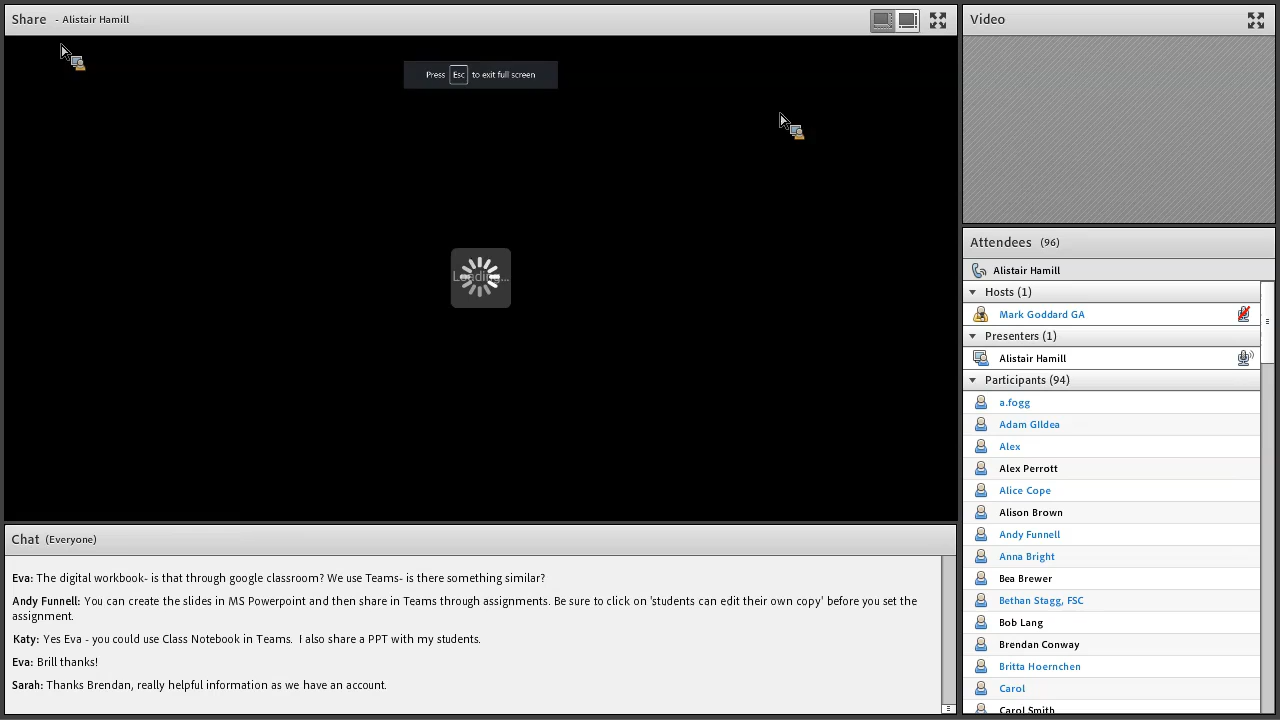 Share - Alistair Hamill
Press Esc to exit full screen
Loading...
Chat (Everyone)
Eva: The digital workbook- is that through google classroom? We use Teams- is there something similar?
Andy Funnell: You can create the slides in MS Powerpoint and then share in Teams through assignments. Be sure to click on 'students can edit their own copy' before you set the
assignment.
Katy: Yes Eva - you could use Class Notebook in Teams. I also share a PPT with my students.
Eva: Brill thanks!
Sarah: Thanks Brendan, really helpful information as we have an account.
Video
Attendees (96)
Alistair Hamill
Hosts (1)
Mark Goddard GA
Presenters (1)
Alistair Hamill
Participants (94)
a.fogg
Adam GIldea
Alex
Alex Perrott
Alice Cope
Alison Brown
Andy Funnell
Anna Bright
Bea Brewer
Bethan Stagg, FSC
Bob Lang
Brendan Conway
Britta Hoernchen
Carol
Carol Smith